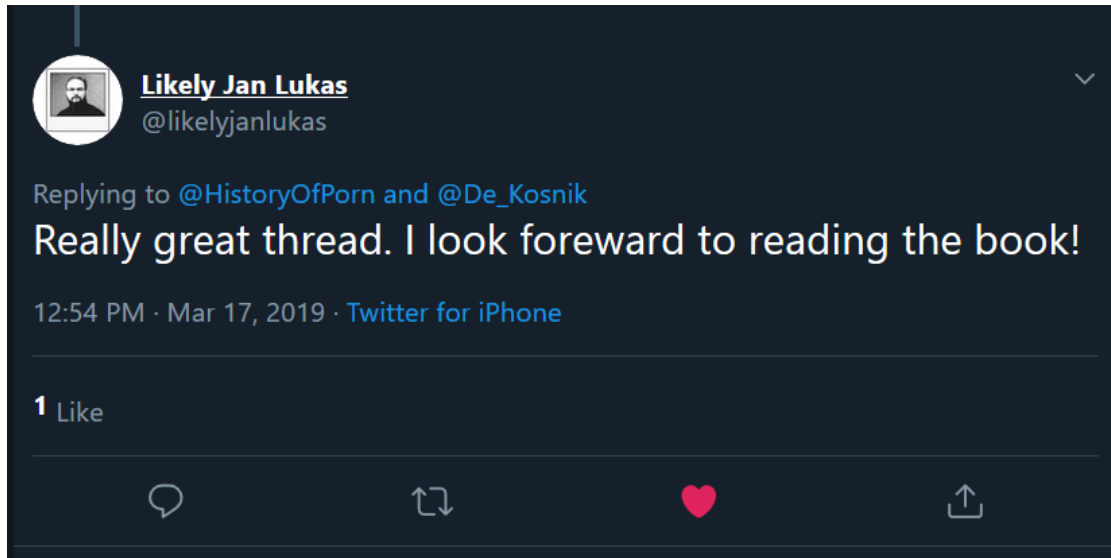 Likely Jan Lukas
@likelyjanlukas
Replying to @HistoryOfPorn and @De_Kosnik
Really great thread. I look foreward to reading the book!
12:54 PM · Mar 17, 2019 · Twitter for iPhone
1 Like